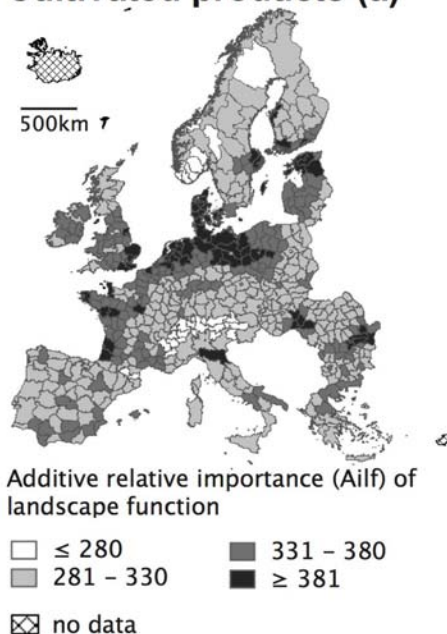 500km
Additive relative importance (Ailf) of
landscape function
≤ 280
331 – 380
281 – 330
≥ 381
no data